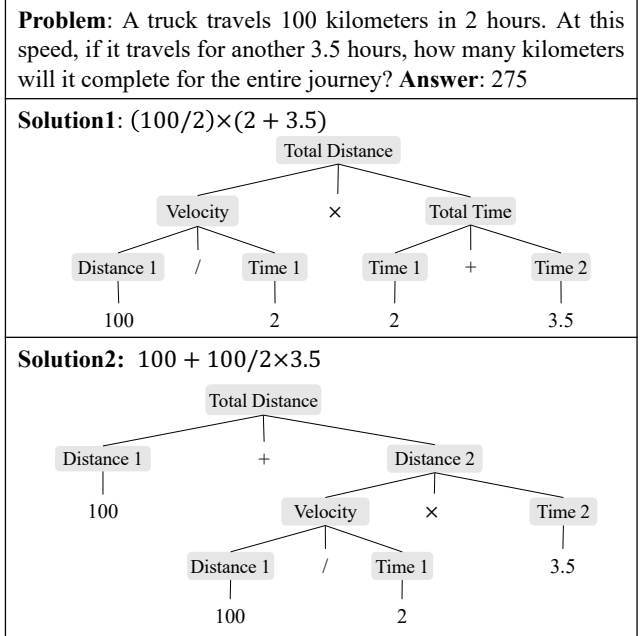 Problem: A truck travels 100 kilometers in 2 hours. At this
speed, if it travels for another 3.5 hours, how many kilometers
will it complete for the entire journey? Answer: 275
Solution1: (100/2)×(2 + 3.5)
Total Distance
Velocity × Total Time
Distance 1 / Time 1 Time 1 + Time 2
100 2 2 3.5
Solution2: 100 + 100/2×3.5
Total Distance
Distance 1 + Distance 2
100 Velocity × Time 2
Distance 1 / Time 1 3.5
100 2